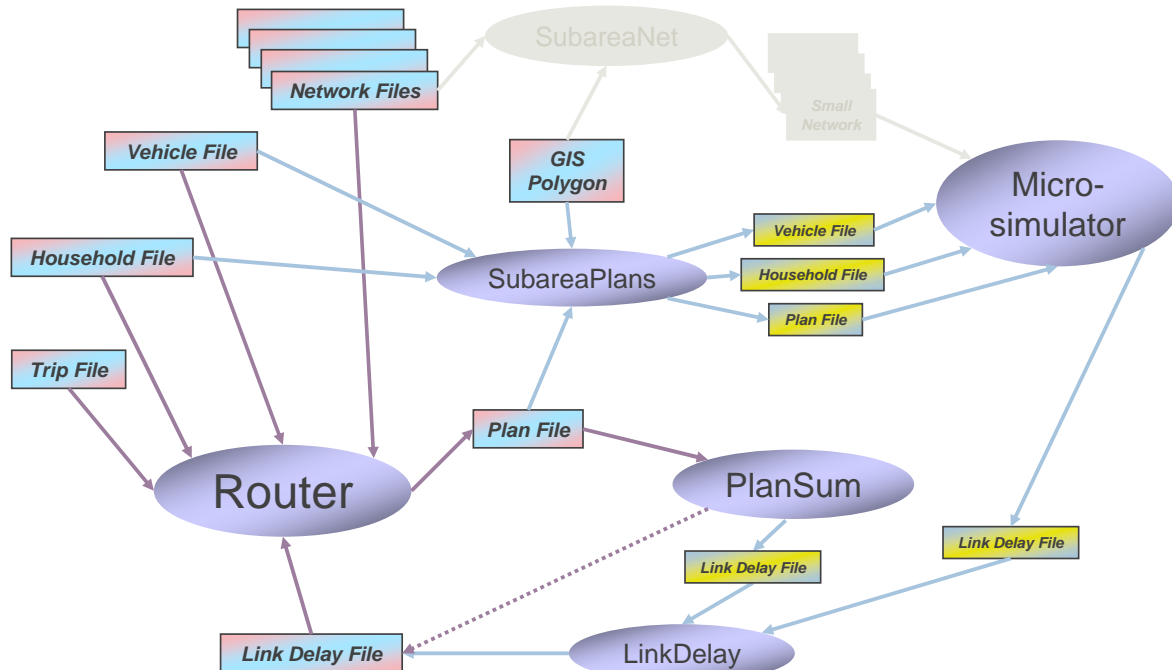 SubareaNet
Network Files
Small
Network
Vehicle File
GIS
Polygon
Micro-
simulator
Vehicle File
Household File
SubareaPlans
Household File
Plan File
Trip File
Plan File
Router
PlanSum
Link Delay File
Link Delay File
Link Delay File
LinkDelay